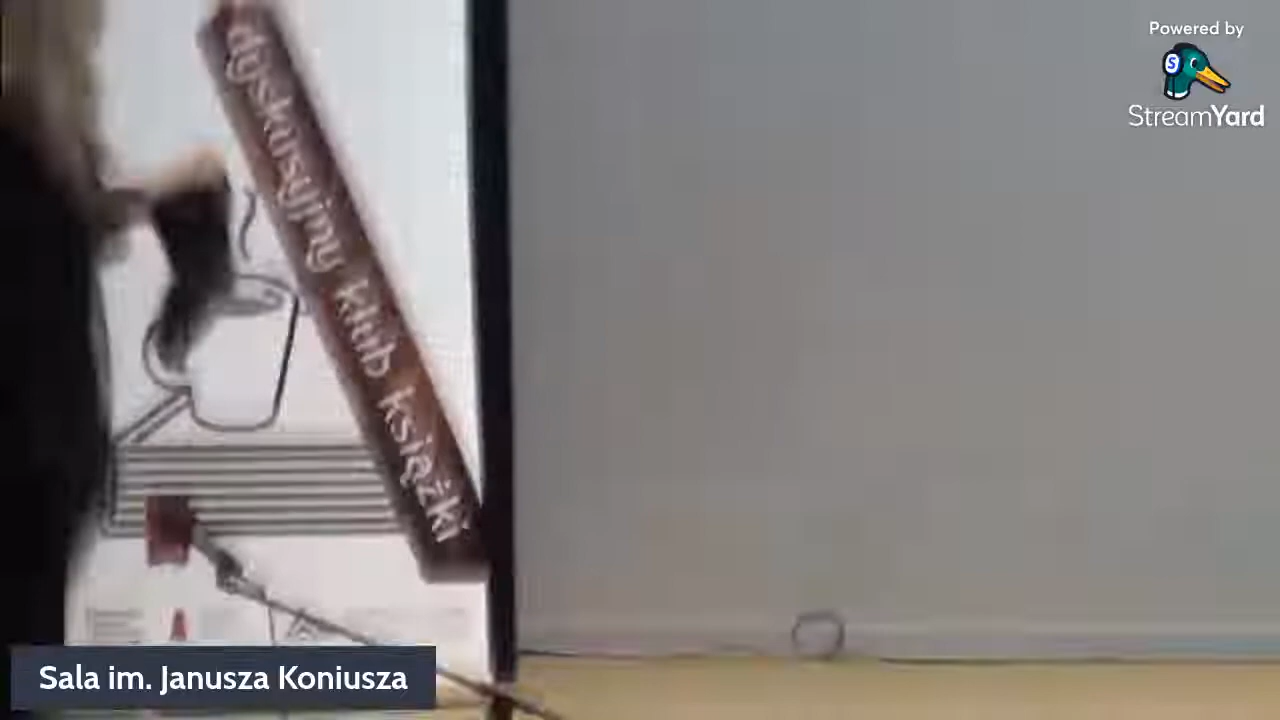 Powered by
StreamYard
dyskusyjny klub książki
Sala im. Janusza Koniusza